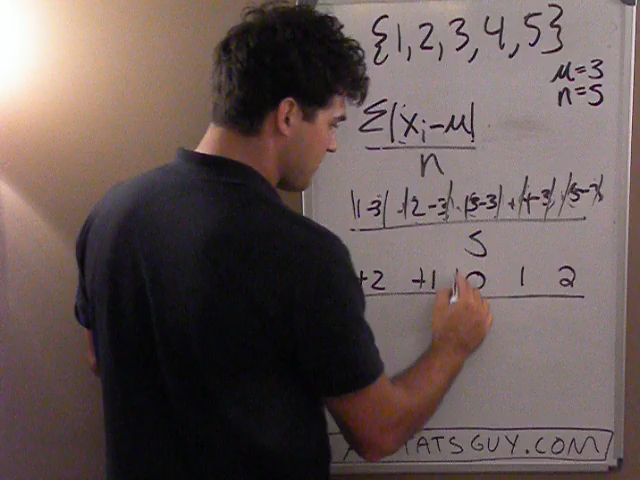 {1,2,3,4,5}
μ=3
n=5
Σ|xᵢ-μ|
n
|1-3| +|2-3| |3-3| + |4-3| |5-3|
5
+2 +1 0 1 2
STATSGUY.COM